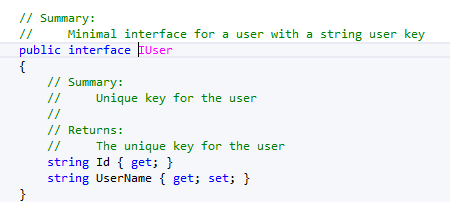 // Summary:
//     Minimal interface for a user with a string user key
public interface IUser
{
    // Summary:
    //     Unique key for the user
    //
    // Returns:
    //     The unique key for the user
    string Id { get; }
    string UserName { get; set; }
}